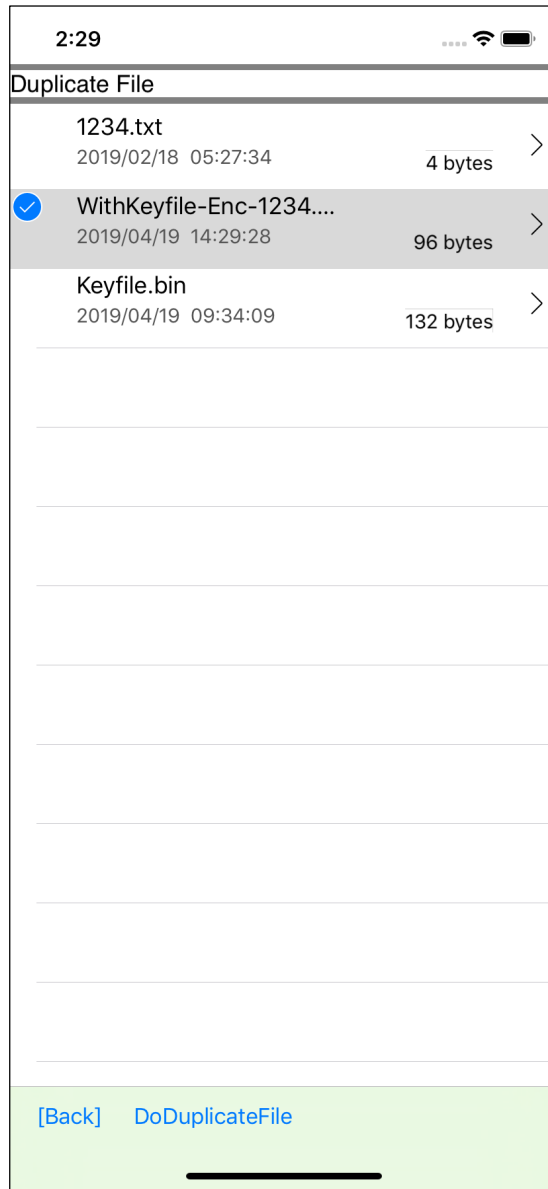 2:29
Duplicate File
1234.txt
2019/02/18 05:27:34
4 bytes
WithKeyfile-Enc-1234....
2019/04/19 14:29:28
96 bytes
Keyfile.bin
2019/04/19 09:34:09
132 bytes
[Back] DoDuplicateFile